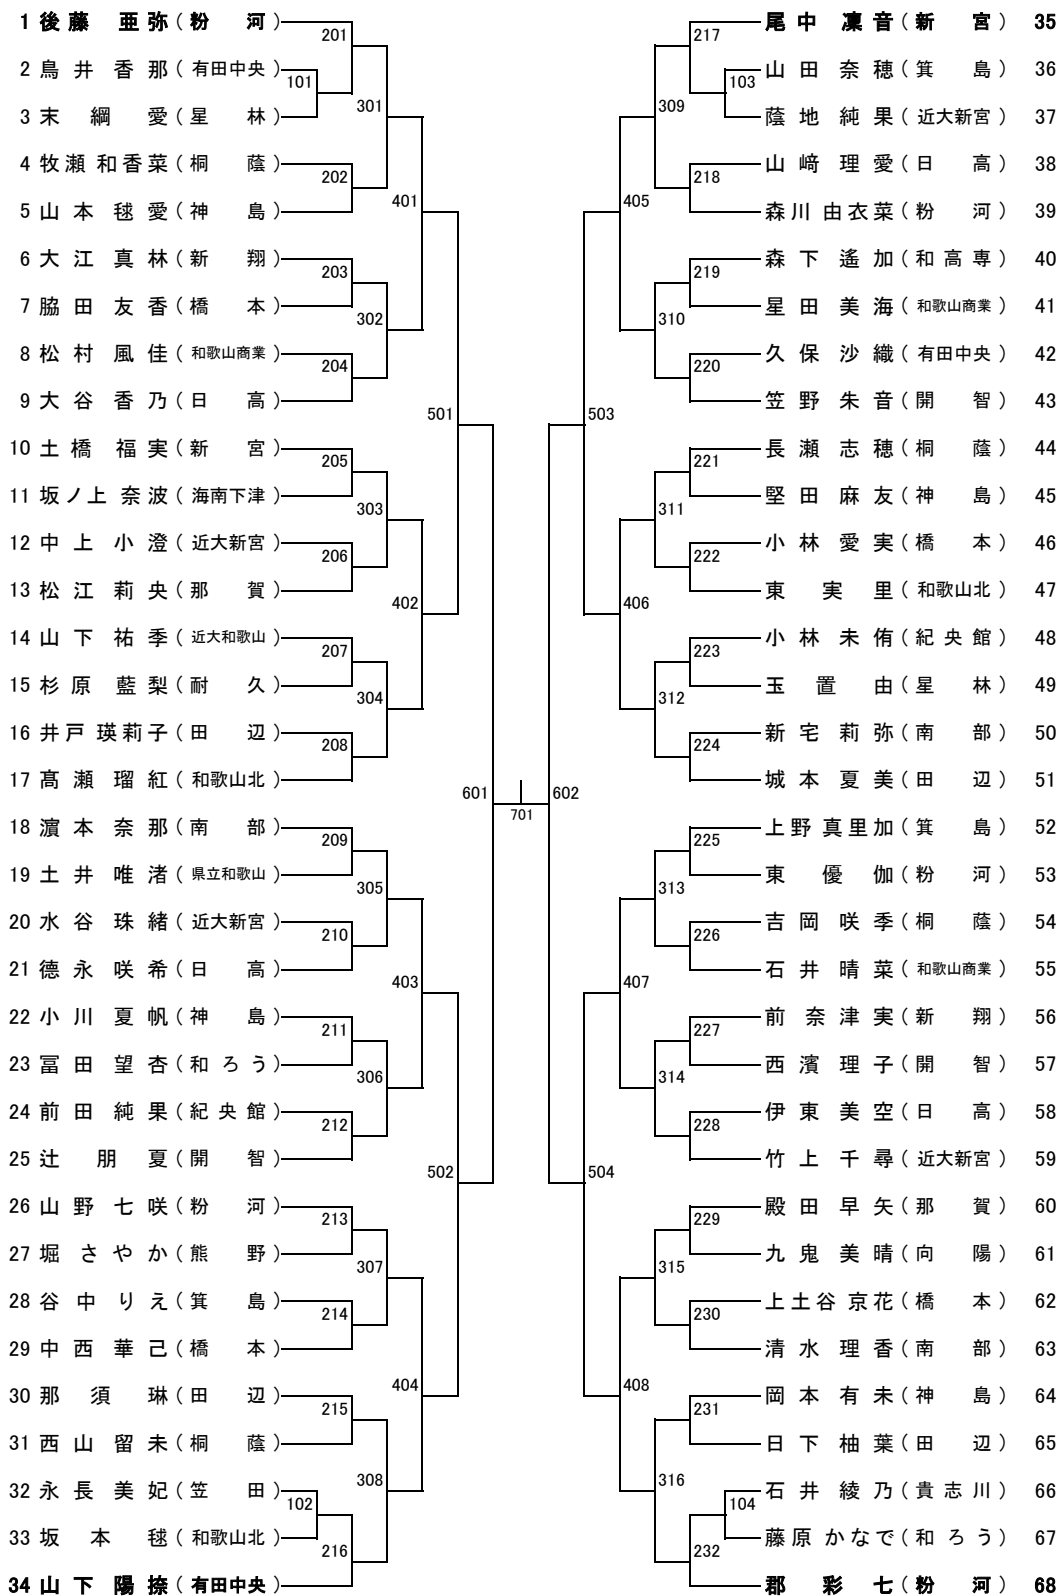 1 後藤 亜弥 (粉 河)
201
2 鳥井香那 (有田中央)
101
301
3 末綱愛 (星 林)
4 牧瀬和香菜 (桐 蔭)
202
401
5 山本毬愛 (神 島)
6 大江真林 (新 翔)
203
7 脇田友香 (橋 本)
302
8 松村風佳 (和歌山商業)
204
9 大谷香乃 (日 高)
501
10 土橋福実 (新 宮)
205
11 坂ノ上奈波 (海南下津)
303
12 中上小澄 (近大新宮)
206
13 松江莉央 (那 賀)
402
14 山下祐季 (近大和歌山)
207
15 杉原藍梨 (耐 久)
304
16 井戸瑛莉子 (田 辺)
208
17 髙瀬瑠紅 (和歌山北)
601
701
18 濵本奈那 (南 部)
209
19 土井唯渚 (県立和歌山)
305
20 水谷珠緒 (近大新宮)
210
21 德永咲希 (日 高)
403
22 小川夏帆 (神 島)
211
23 冨田望杏 (和ろう)
306
24 前田純果 (紀央館)
212
25 辻朋夏 (開 智)
502
26 山野七咲 (粉 河)
213
27 堀さやか (熊 野)
307
28 谷中りえ (箕 島)
214
29 中西華己 (橋 本)
404
30 那須琳 (田 辺)
215
31 西山留未 (桐 蔭)
308
32 永長美妃 (笠 田)
102
33 坂本毬 (和歌山北)
216
34 山下陽捺 (有田中央)
尾中凜音 (新 宮) 35
217
山田奈穂 (箕 島) 36
103
309
蔭地純果 (近大新宮) 37
山﨑理愛 (日 高) 38
218
405
森川由衣菜 (粉 河) 39
森下遙加 (和高専) 40
219
星田美海 (和歌山商業) 41
310
久保沙織 (有田中央) 42
220
笠野朱音 (開 智) 43
503
長瀬志穂 (桐 蔭) 44
221
堅田麻友 (神 島) 45
311
小林愛実 (橋 本) 46
222
東実里 (和歌山北) 47
406
小林未侑 (紀央館) 48
223
玉置由 (星 林) 49
312
新宅莉弥 (南 部) 50
224
城本夏美 (田 辺) 51
602
上野真里加 (箕 島) 52
225
東優伽 (粉 河) 53
313
吉岡咲季 (桐 蔭) 54
226
石井晴菜 (和歌山商業) 55
407
前奈津実 (新 翔) 56
227
西濱理子 (開 智) 57
314
伊東美空 (日 高) 58
228
竹上千尋 (近大新宮) 59
504
殿田早矢 (那 賀) 60
229
九鬼美晴 (向 陽) 61
315
上土谷京花 (橋 本) 62
230
清水理香 (南 部) 63
408
岡本有未 (神 島) 64
231
日下柚葉 (田 辺) 65
316
石井綾乃 (貴志川) 66
104
藤原かなで (和ろう) 67
232
郡彩七 (粉 河) 68